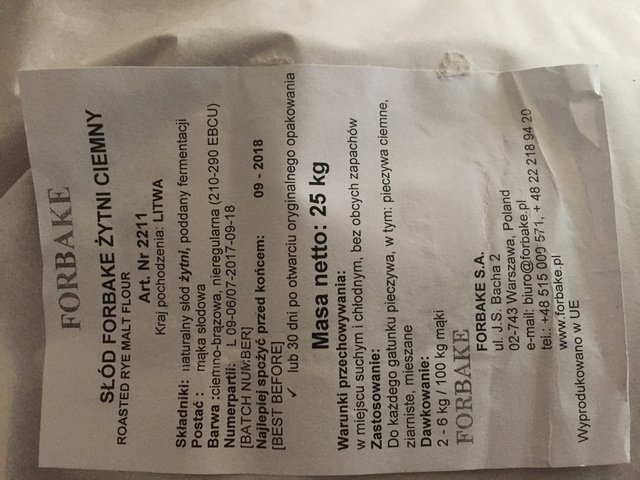 FORBAKE
SŁÓD FORBAKE ŻYTNI CIEMNY
ROASTED RYE MALT FLOUR
Art. Nr 2211
Kraj pochodzenia: LITWA
Składniki: naturalny słód żytni, poddany fermentacji
Postać : mąka słodowa
Barwa :ciemno-brązowa, nieregularna (210-290 EBCU)
Numerpartii: L 09-06/07-2017-09-18
[BATCH NUMBER]
Najlepiej spożyć przed końcem: 09 - 2018
[BEST BEFORE]
✓ lub 30 dni po otwarciu oryginalnego opakowania
Masa netto: 25 kg
Warunki przechowywania:
w miejscu suchym i chłodnym, bez obcych zapachów
Zastosowanie:
Do każdego gatunku pieczywa, w tym: pieczywa ciemne,
ziarniste, mieszane
Dawkowanie:
2 - 6 kg / 100 kg mąki
FORBAKE
FORBAKE S.A.
ul. J.S. Bacha 2
02-743 Warszawa, Poland
e-mail: biuro@forbake.pl
tel.: +48 515 000 571, + 48 22 218 94 20
www.forbake.pl
Wyprodukowano w UE